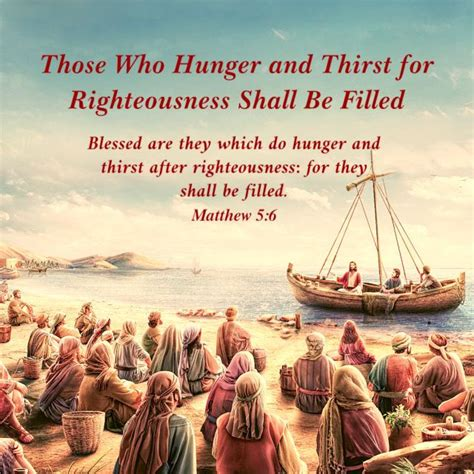 Those Who Hunger and Thirst for
Righteousness Shall Be Filled
Blessed are they which do hunger and
thirst after righteousness: for they
shall be filled.
Matthew 5:6